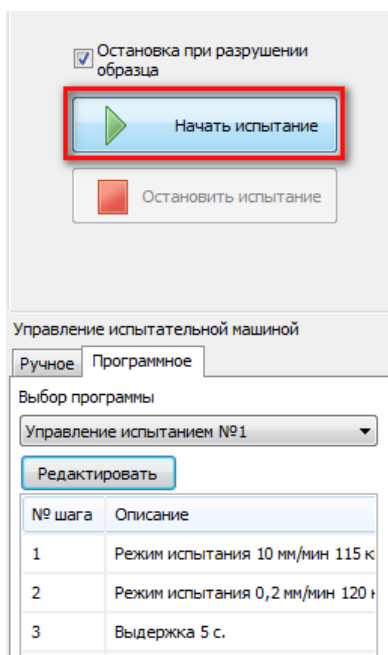 Остановка при разрушении
образца
Начать испытание
Остановить испытание
Управление испытательной машиной
Ручное Программное
Выбор программы
Управление испытанием №1
Редактировать
№ шага Описание
1 Режим испытания 10 мм/мин 115
2 Режим испытания 0,2 мм/мин 120
3 Выдержка 5 с.